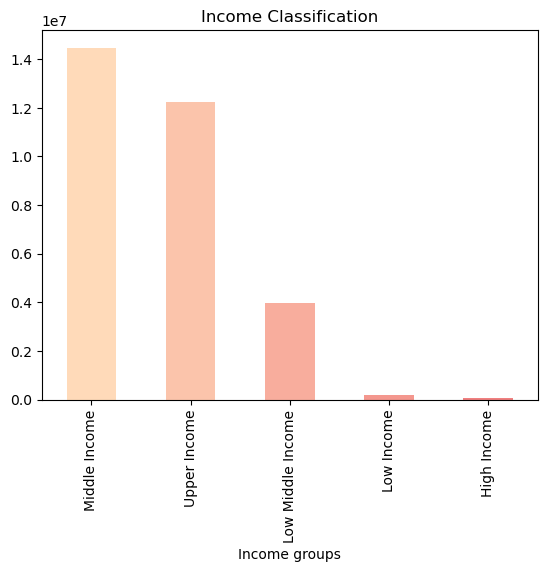 Income Classification
1e7
1.4
1.2
1.0
0.8
0.6
0.4
0.2
0.0
Middle Income
Upper Income
Low Middle Income
Low Income
High Income
Income groups